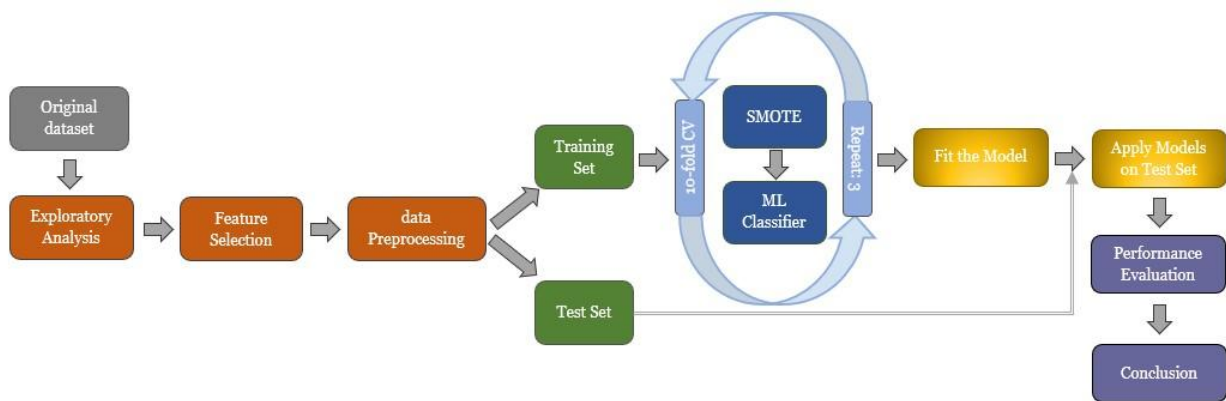 Original
dataset
Exploratory
Analysis
Feature
Selection
data
Preprocessing
Training
Set
Test Set
10-fold CV
SMOTE
ML
Classifier
Repeat: 3
Fit the Model
Apply Models
on Test Set
Performance
Evaluation
Conclusion